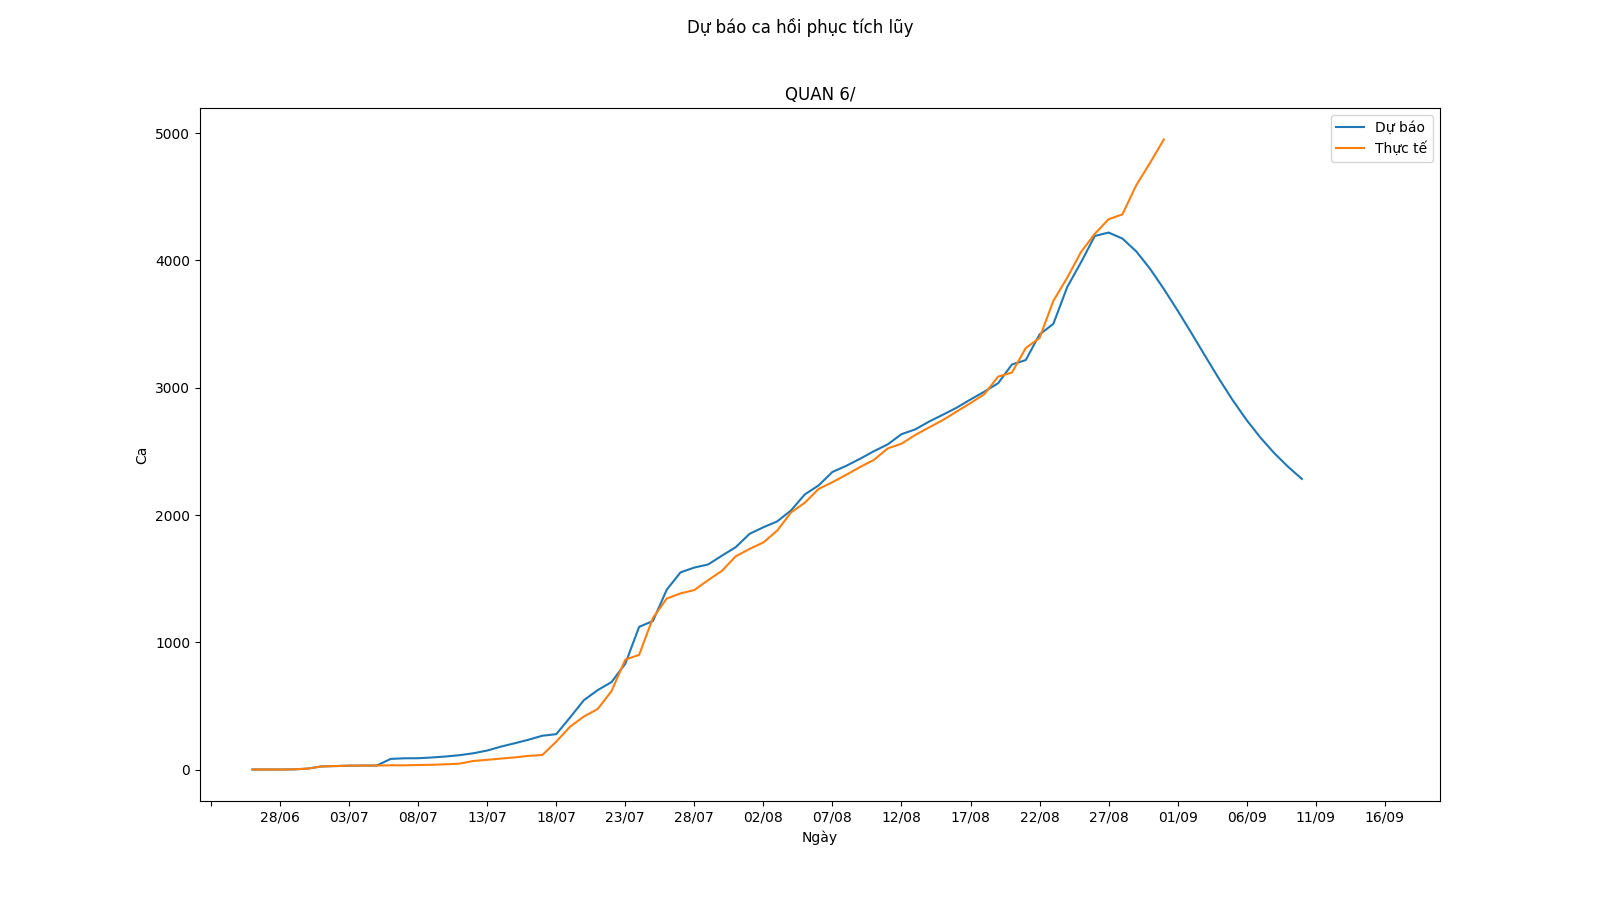 Dự báo ca hồi phục tích lũy
QUAN 6/
Dự báo
Thực tế
5000
4000
3000
2000
1000
0
Ca
28/06 03/07 08/07 13/07 18/07 23/07 28/07 02/08 07/08 12/08 17/08 22/08 27/08 01/09 06/09 11/09 16/09
Ngày